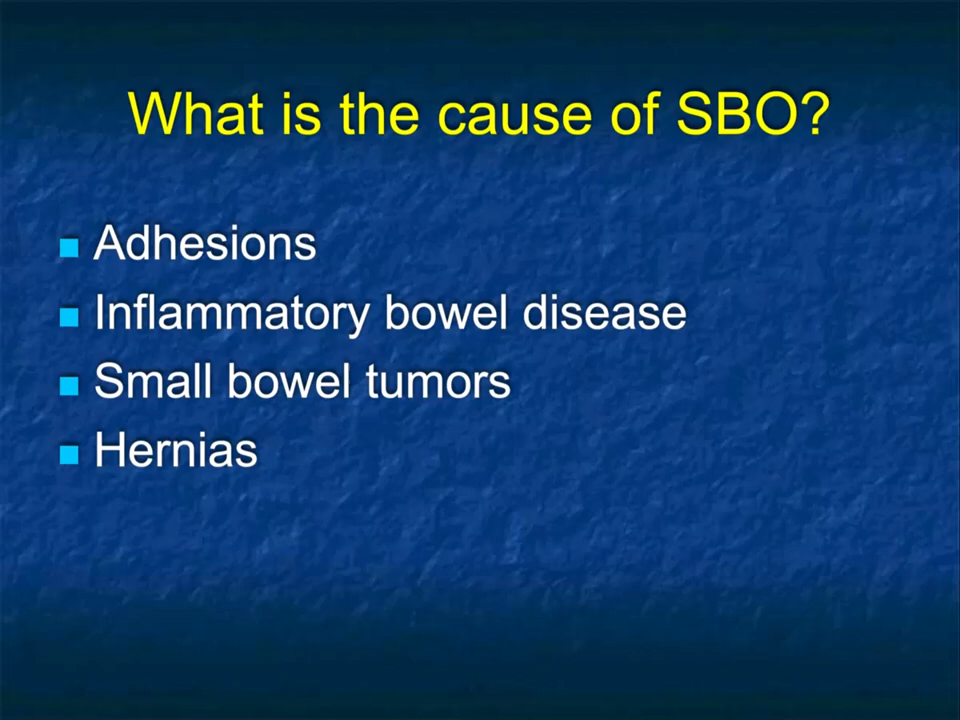 What is the cause of SBO?
Adhesions
Inflammatory bowel disease
Small bowel tumors
Hernias